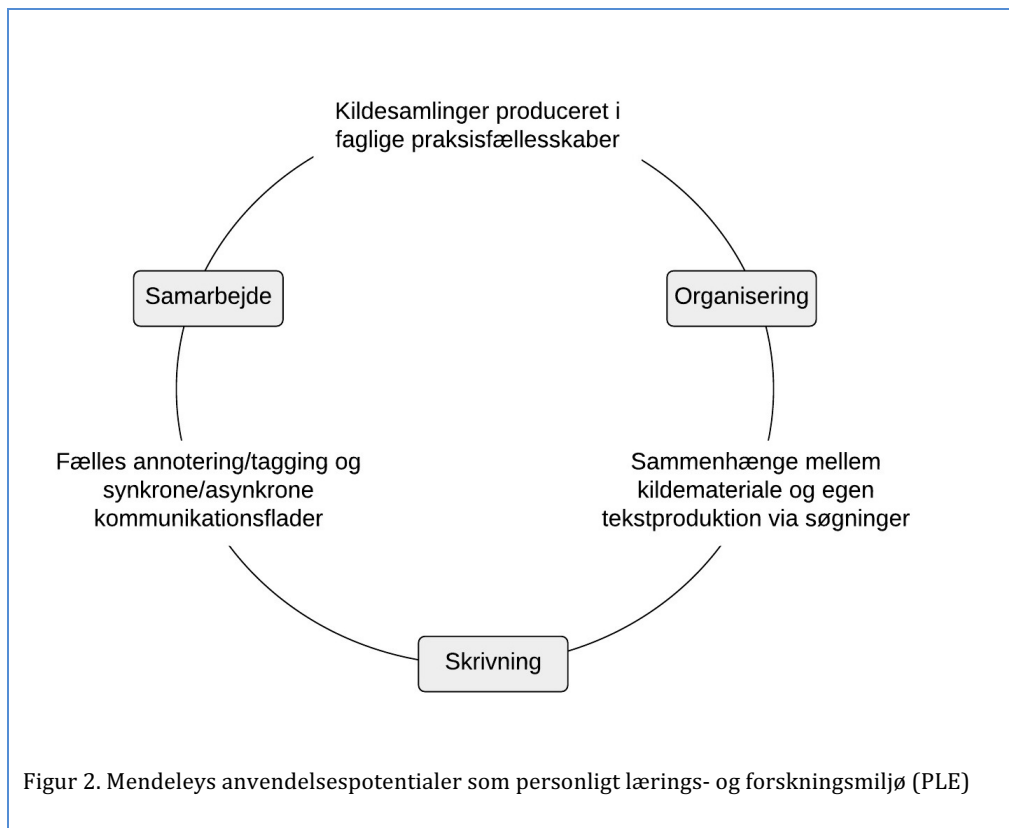 Kildesamlinger produceret i
faglige praksisfællesskaber
Samarbejde
Organisering
Fælles annotering/tagging og
synkrone/asynkrone
kommunikationsflader
Sammenhænge mellem
kildemateriale og egen
tekstproduktion via søgninger
Skrivning
Figur 2. Mendeleys anvendelsespotentialer som personligt lærings- og forskningsmiljø (PLE)